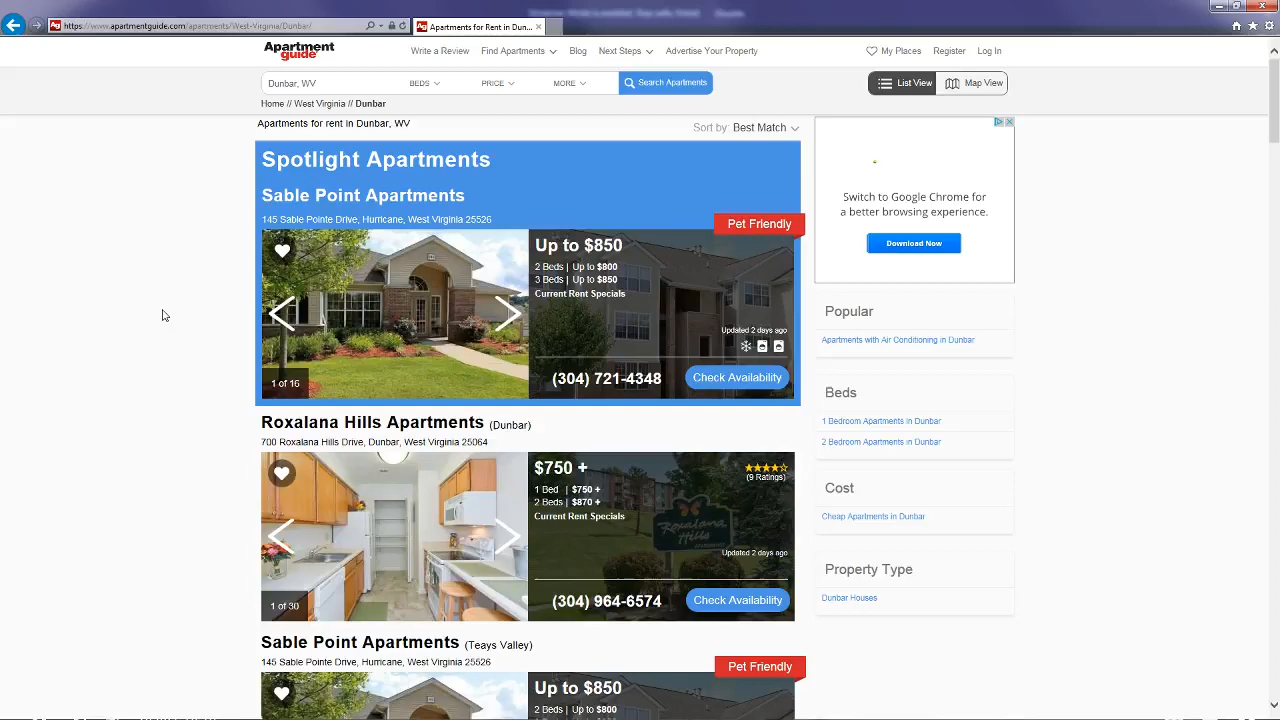 https://www.apartmentguide.com/apartments/West-Virginia/Dunbar/
Apartments for Rent in Dun...
Apartment guide
Write a Review
Find Apartments
Blog
Next Steps
Advertise Your Property
My Places
Register
Log In
Dunbar, WV
BEDS
PRICE
MORE
Search Apartments
List View
Map View
Home // West Virginia // Dunbar
Apartments for rent in Dunbar, WV
Sort by: Best Match
Spotlight Apartments
Sable Point Apartments
145 Sable Pointe Drive, Hurricane, West Virginia 25526
Pet Friendly
Up to $850
2 Beds | Up to $800
3 Beds | Up to $850
Current Rent Specials
Updated 2 days ago
1 of 16
(304) 721-4348
Check Availability
Roxalana Hills Apartments (Dunbar)
700 Roxalana Hills Drive, Dunbar, West Virginia 25064
$750 +
(9 Ratings)
1 Bed | $750 +
2 Beds | $870 +
Current Rent Specials
Roxalana
Hills
Updated 2 days ago
1 of 30
(304) 964-6574
Check Availability
Sable Point Apartments (Teays Valley)
145 Sable Pointe Drive, Hurricane, West Virginia 25526
Pet Friendly
Up to $850
2 Beds | Up to $800
Switch to Google Chrome for
a better browsing experience.
Download Now
Popular
Apartments with Air Conditioning in Dunbar
Beds
1 Bedroom Apartments in Dunbar
2 Bedroom Apartments in Dunbar
Cost
Cheap Apartments in Dunbar
Property Type
Dunbar Houses